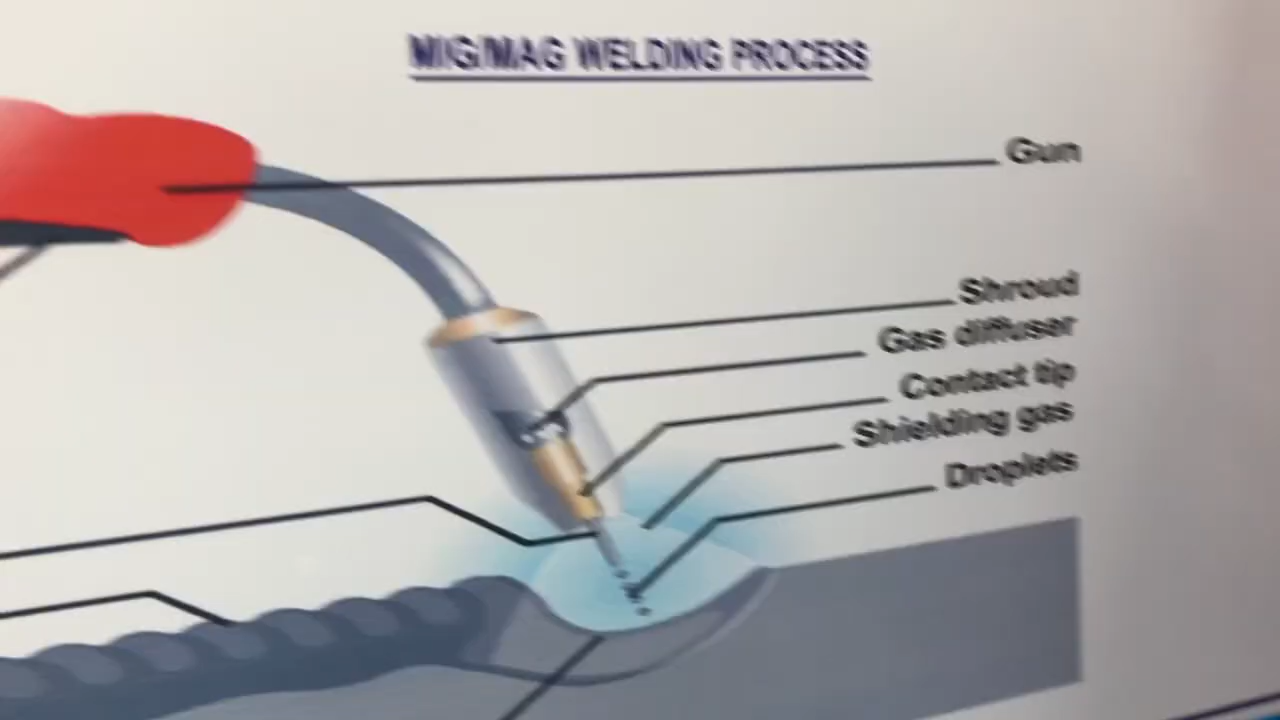 MIG/MAG WELDING PROCESS
Gun
Shroud
Gas diffuser
Contact tip
Shielding gas
Droplets